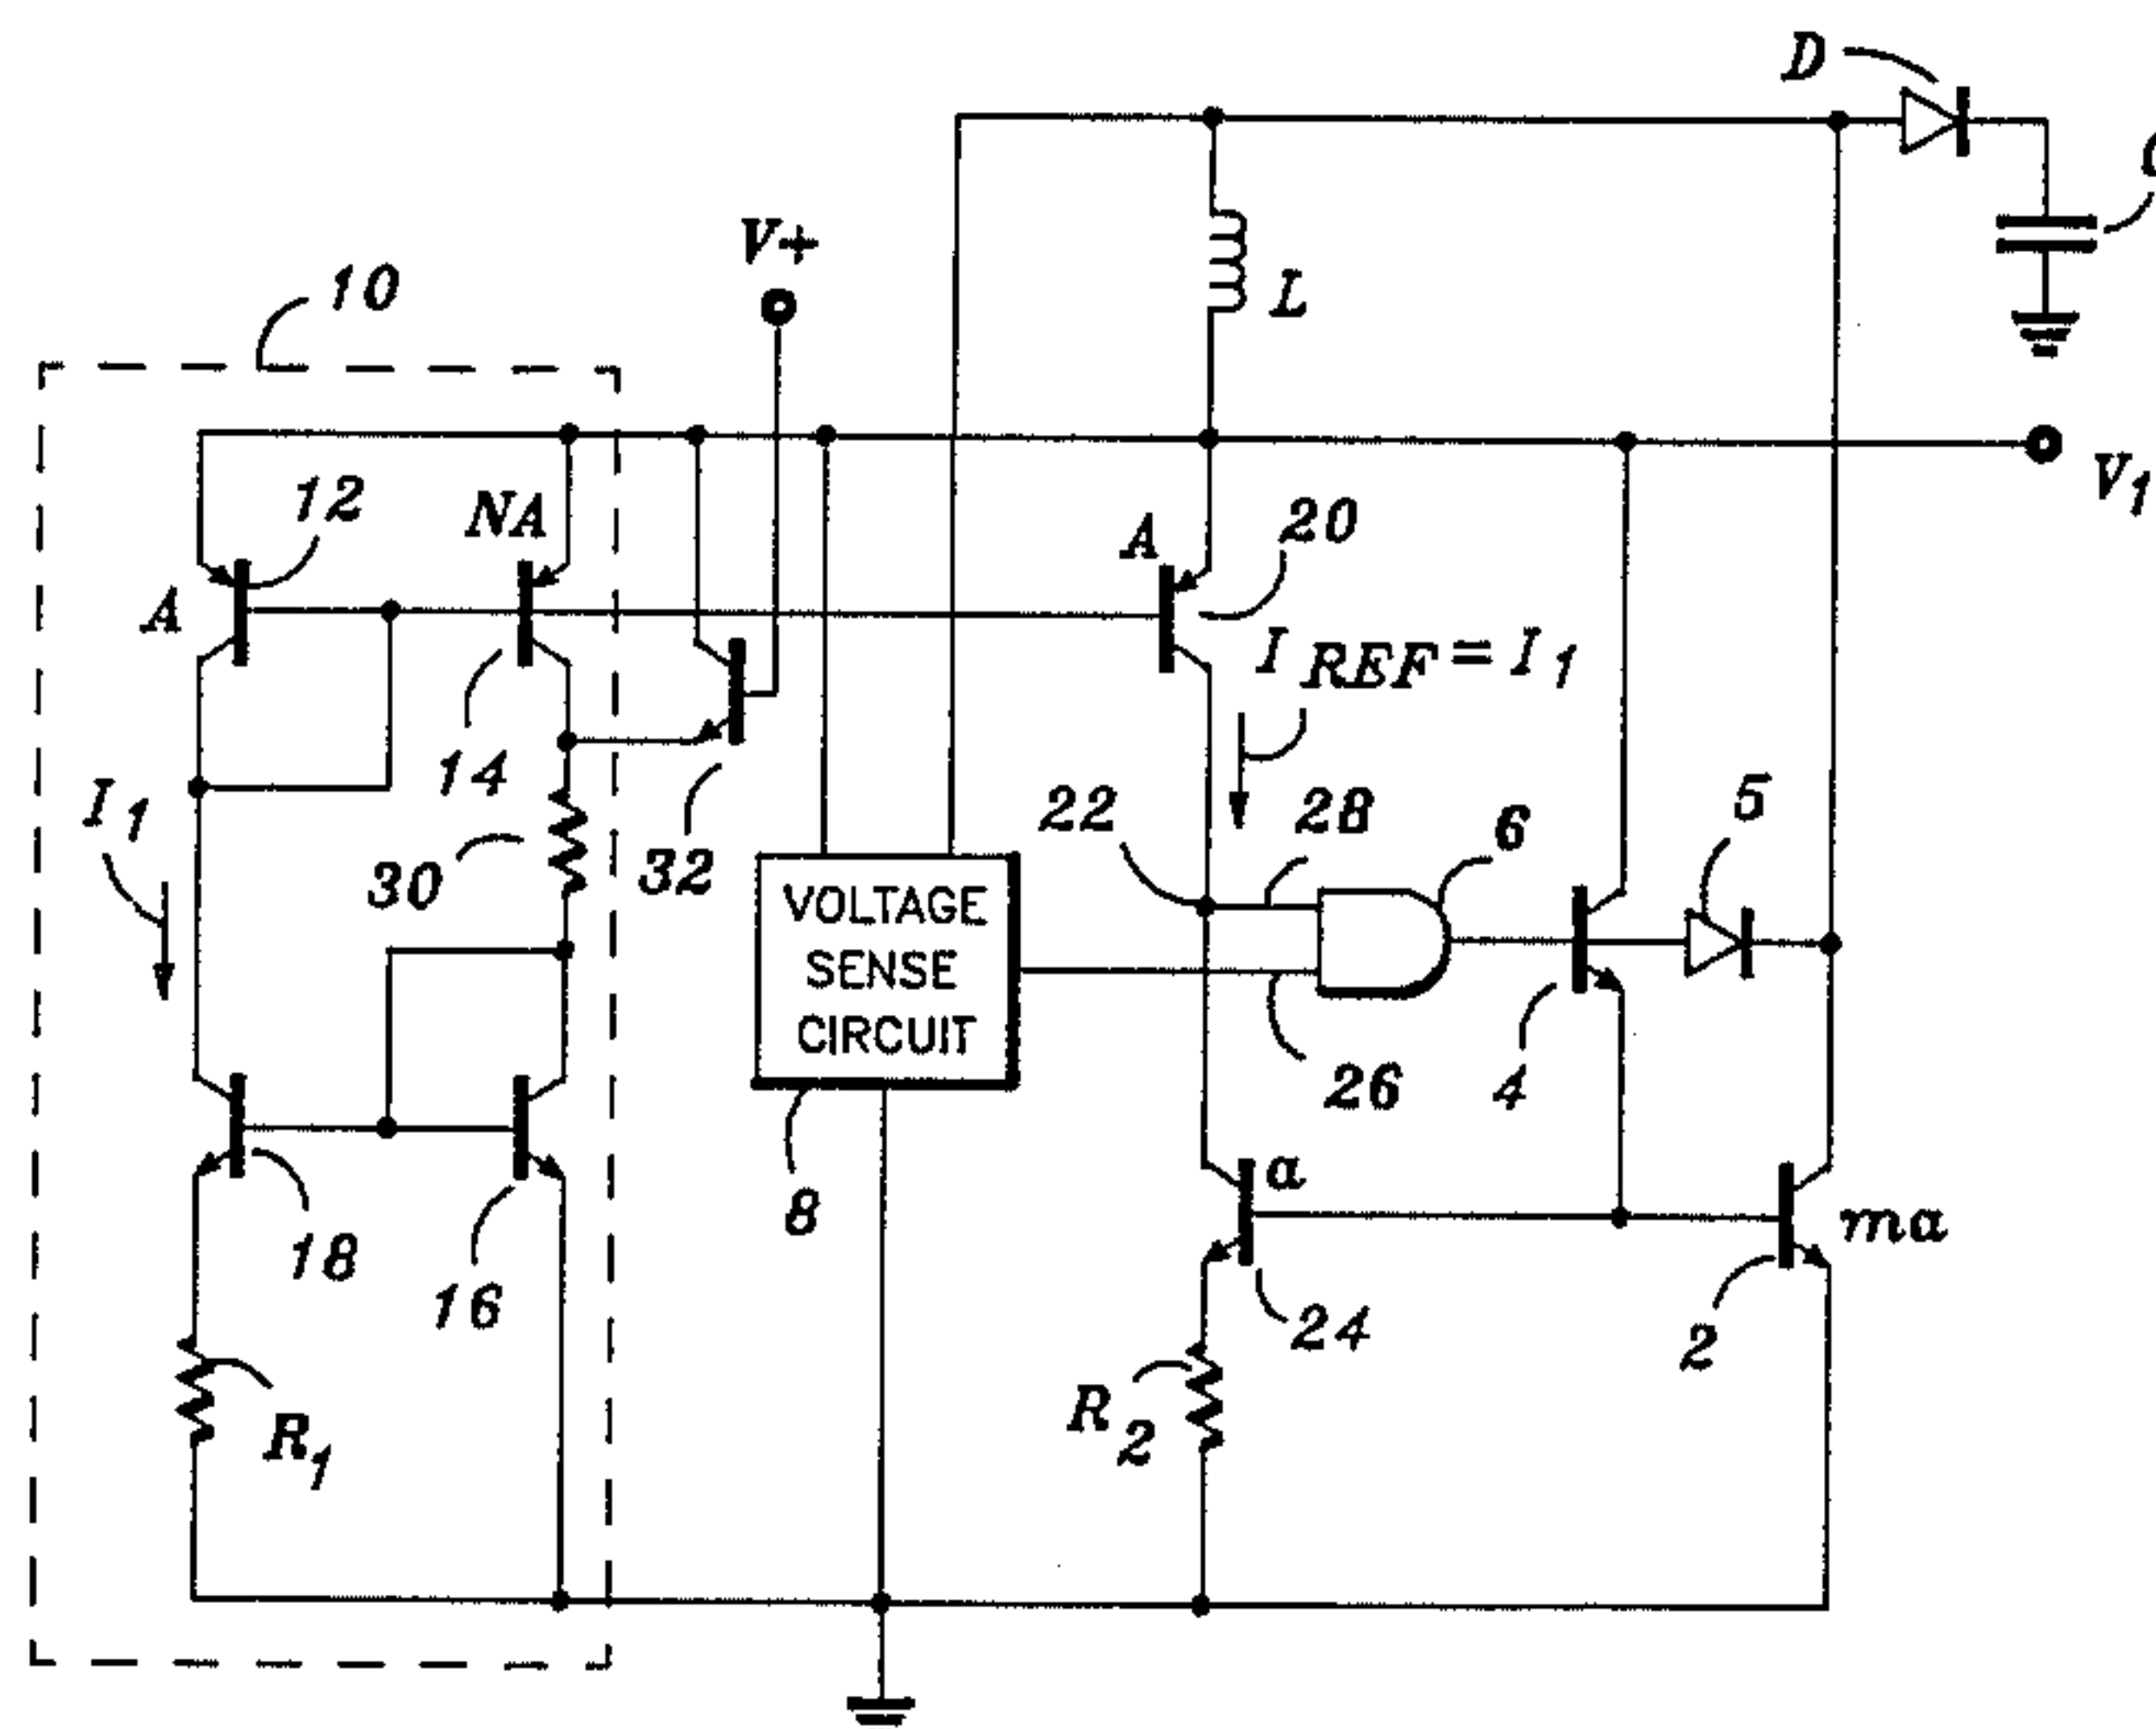 D
V+
10
L
12
NA
A
20
V1
A
I REF = I1
I1
14
22
28
6
5
30
32
VOLTAGE
SENSE
CIRCUIT
26
4
a
8
ma
18
16
24
2
R1
R2